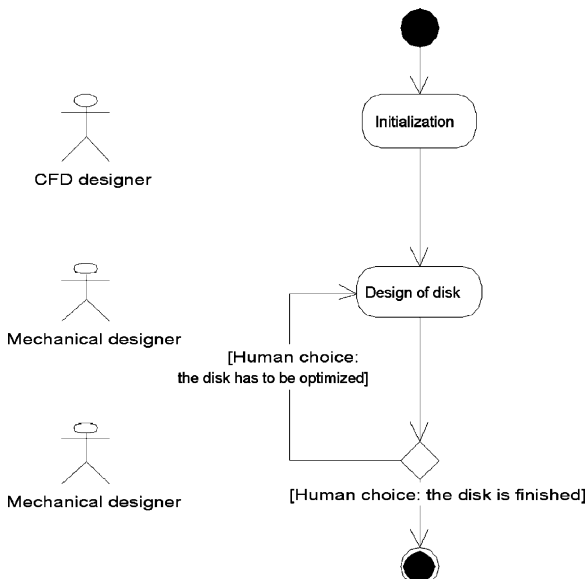 Initialization
CFD designer
Design of disk
Mechanical designer
[Human choice:
the disk has to be optimized]
Mechanical designer
[Human choice: the disk is finished]